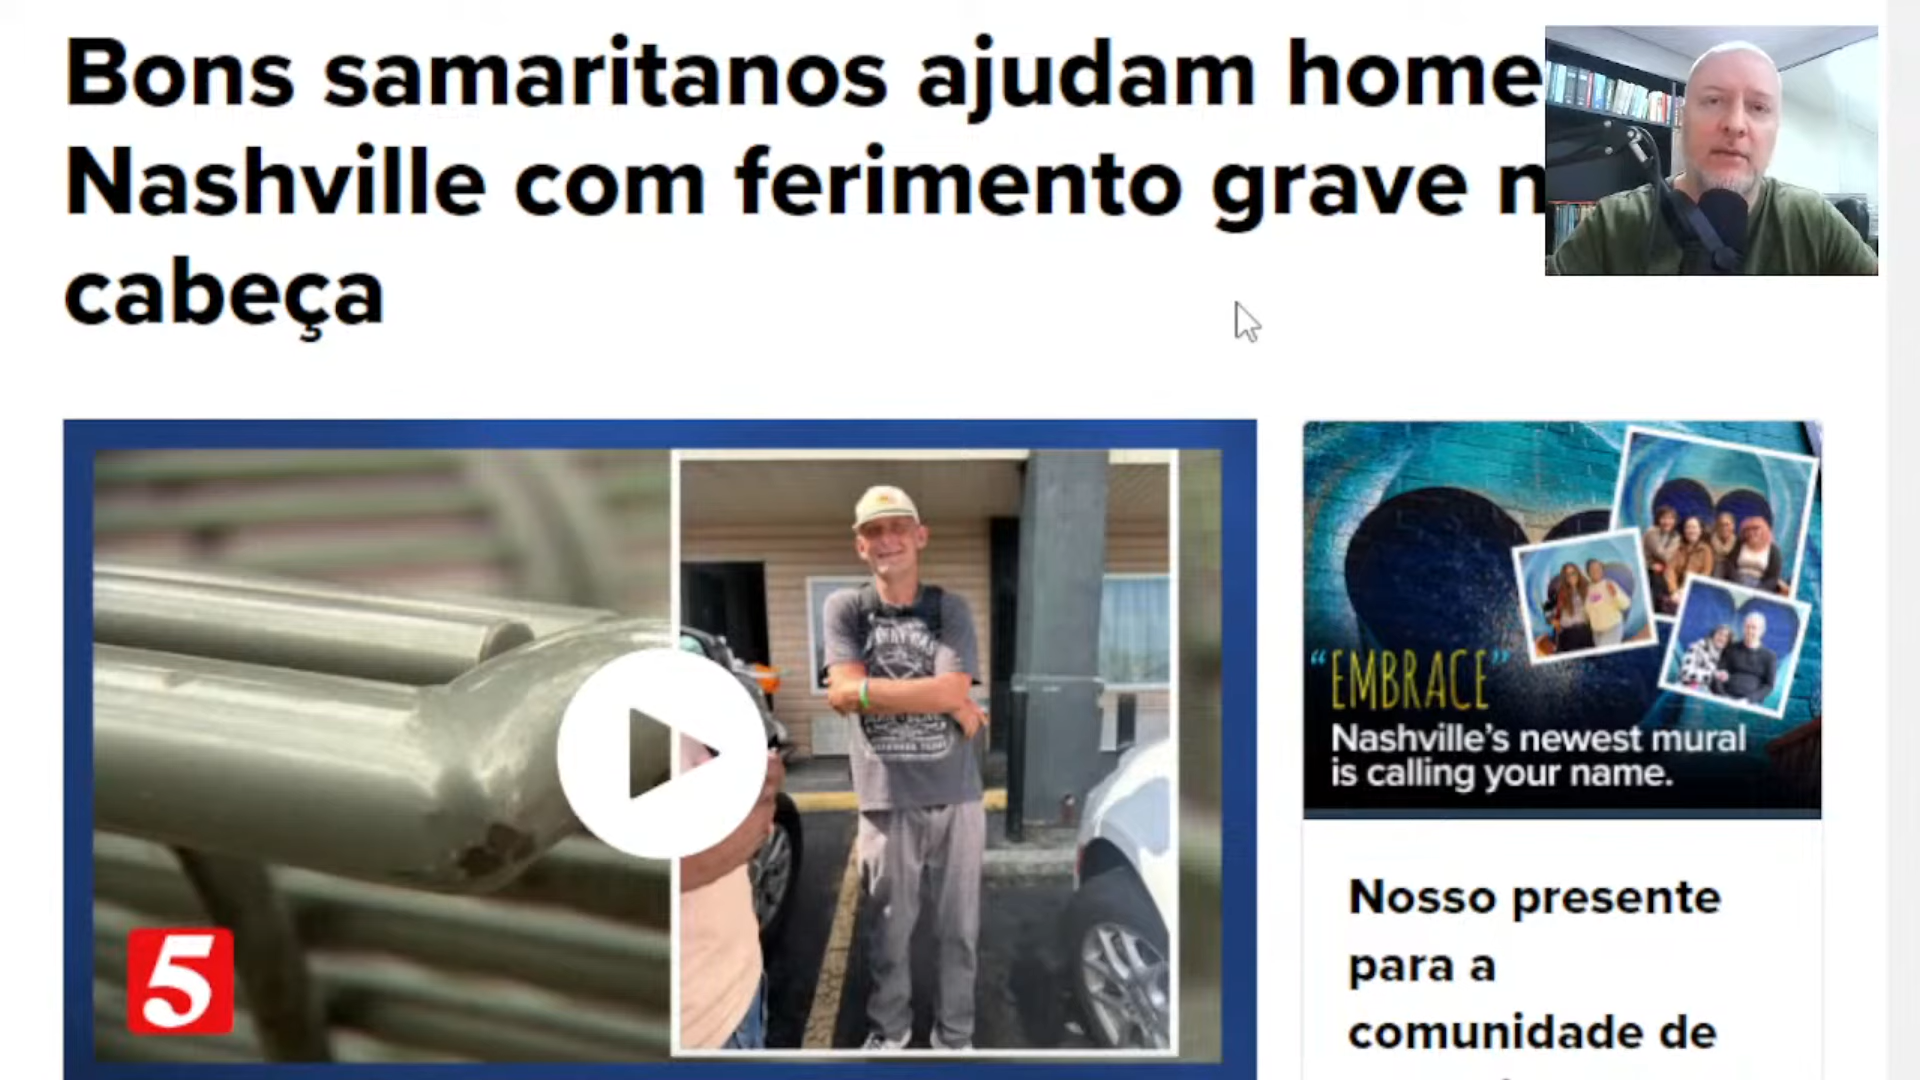 Bons samaritanos ajudam home
Nashville com ferimento grave n
cabeça
5
“EMBRACE”
Nashville's newest mural
is calling your name.
Nosso presente
para a
comunidade de